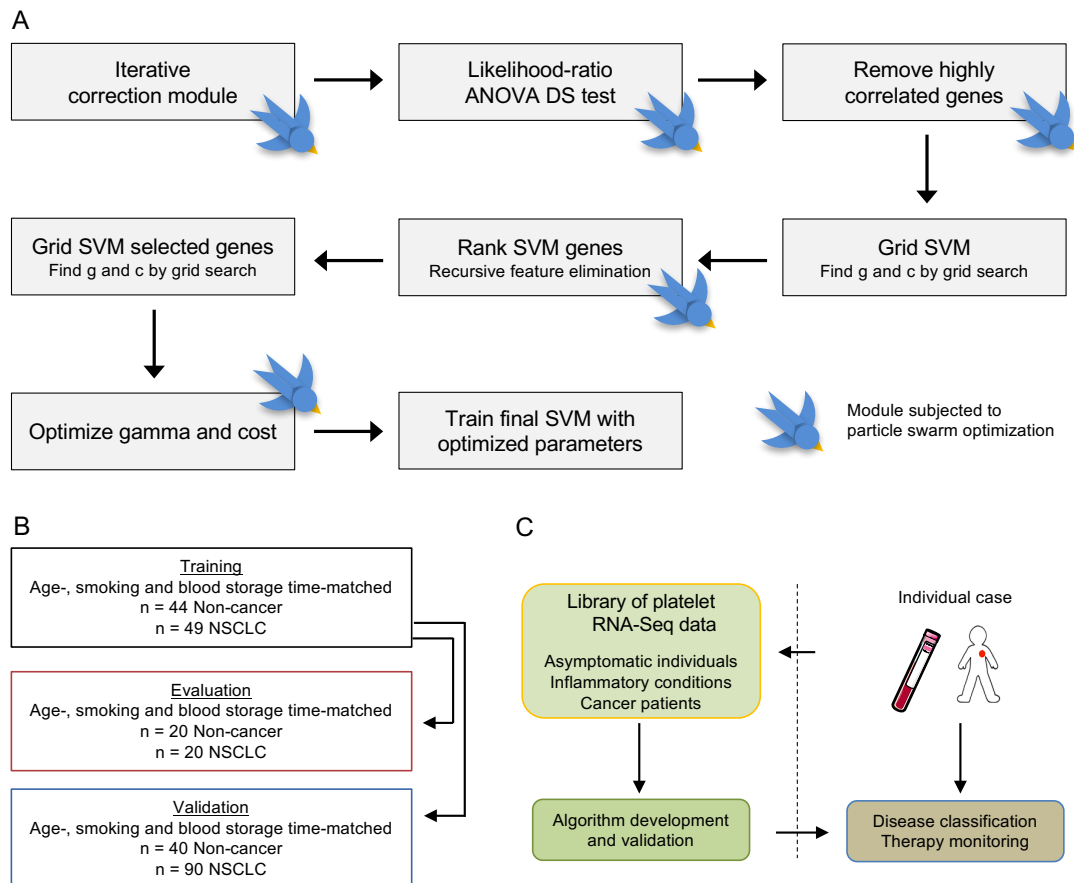 A
Iterative
correction module
Likelihood-ratio
ANOVA DS test
Remove highly
correlated genes
Grid SVM selected genes
Find g and c by grid search
Rank SVM genes
Recursive feature elimination
Grid SVM
Find g and c by grid search
Optimize gamma and cost
Train final SVM with
optimized parameters
Module subjected to
particle swarm optimization
B
Training
Age-, smoking and blood storage time-matched
n = 44 Non-cancer
n = 49 NSCLC
Evaluation
Age-, smoking and blood storage time-matched
n = 20 Non-cancer
n = 20 NSCLC
Validation
Age-, smoking and blood storage time-matched
n = 40 Non-cancer
n = 90 NSCLC
C
Library of platelet
RNA-Seq data
Asymptomatic individuals
Inflammatory conditions
Cancer patients
Individual case
Algorithm development
and validation
Disease classification
Therapy monitoring